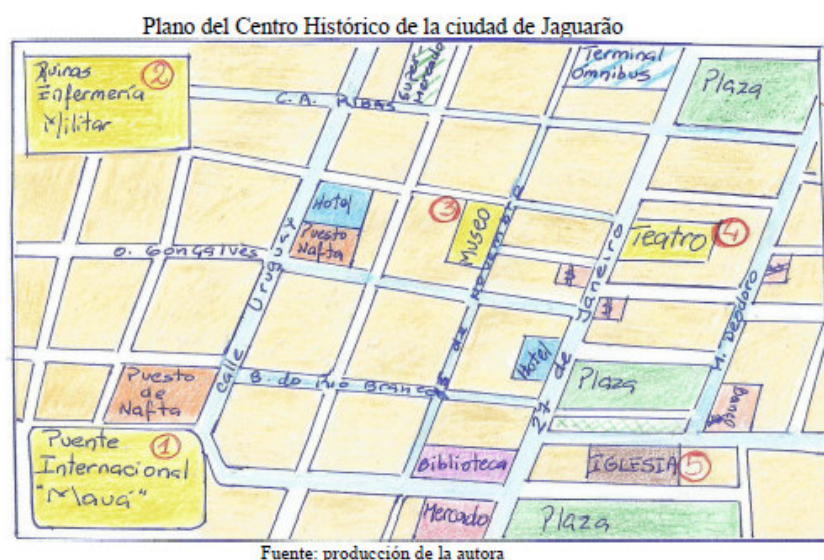 Plano del Centro Histórico de la ciudad de Jaguarão
Ruinas
Enfermería
Militar
2
Super
Mercado
Terminal
Omnibus
Plaza
C. A. RIBAS
Hotel
Puesto
Nafta
3
Museo
Teatro
4
O. Gonçalves
calle Uruguay
15 de Novembro
27 de Janeiro
M. Deodoro
$
$
Hotel
Plaza
Banco
B. do Rio Branco
Puesto
de
Nafta
Puente
1
Internacional
"Mauá"
Biblioteca
IGLESIA
5
Mercado
Plaza
Fuente: producción de la autora